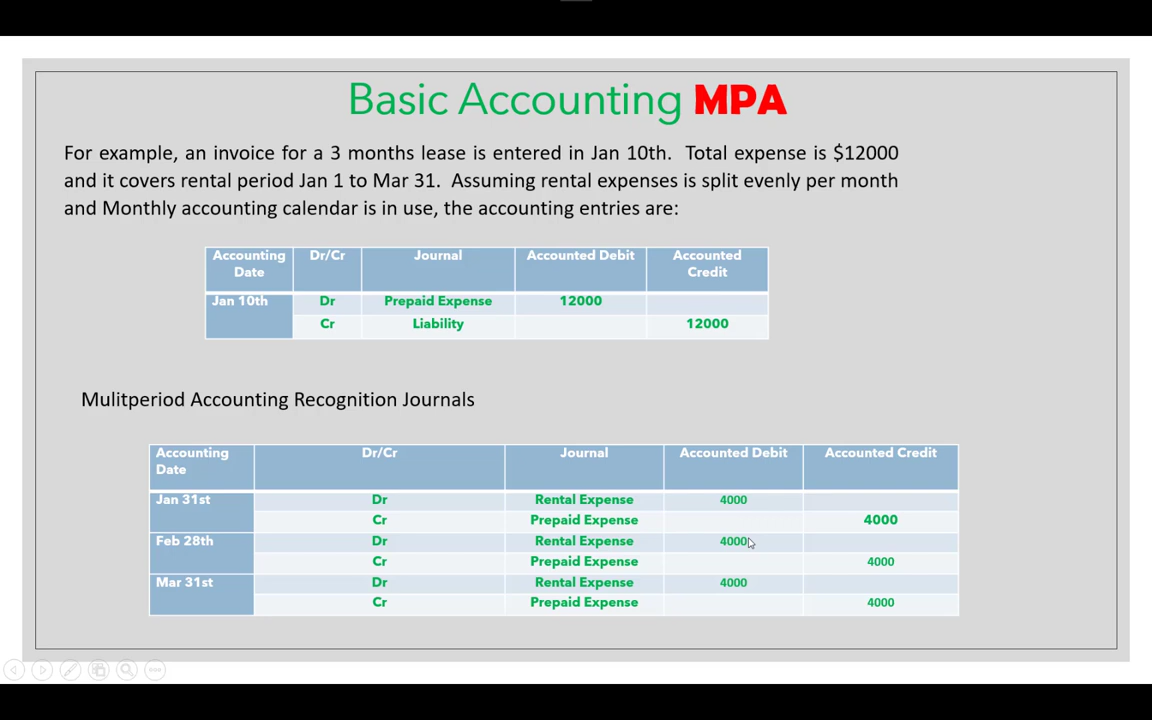 Basic Accounting MPA
For example, an invoice for a 3 months lease is entered in Jan 10th. Total expense is $12000
and it covers rental period Jan 1 to Mar 31. Assuming rental expenses is split evenly per month
and Monthly accounting calendar is in use, the accounting entries are:
Accounting Date Dr/Cr Journal Accounted Debit Accounted Credit
Jan 10th Dr Prepaid Expense 12000
Cr Liability 12000
Mulitperiod Accounting Recognition Journals
Accounting Date Dr/Cr Journal Accounted Debit Accounted Credit
Jan 31st Dr Rental Expense 4000
Cr Prepaid Expense 4000
Feb 28th Dr Rental Expense 4000
Cr Prepaid Expense 4000
Mar 31st Dr Rental Expense 4000
Cr Prepaid Expense 4000